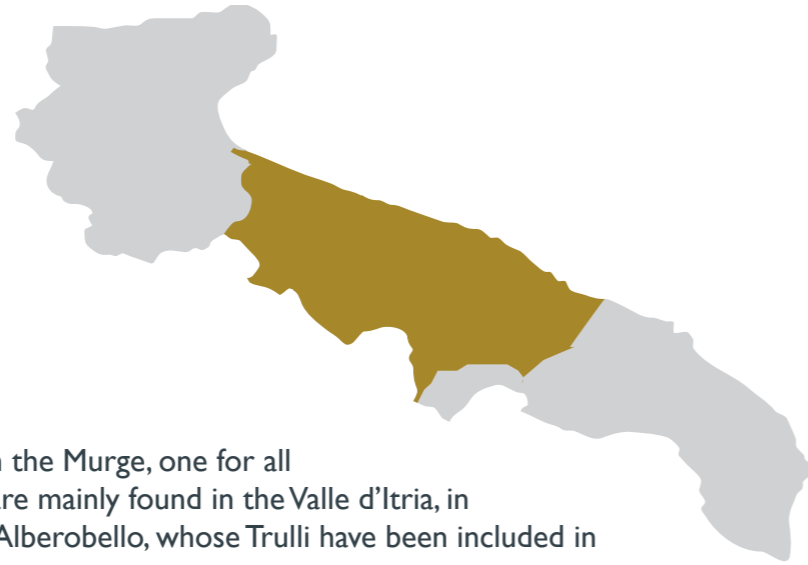 the Murge, one for all
are mainly found in the Valle d’Itria, in
Alberobello, whose Trulli have been included in